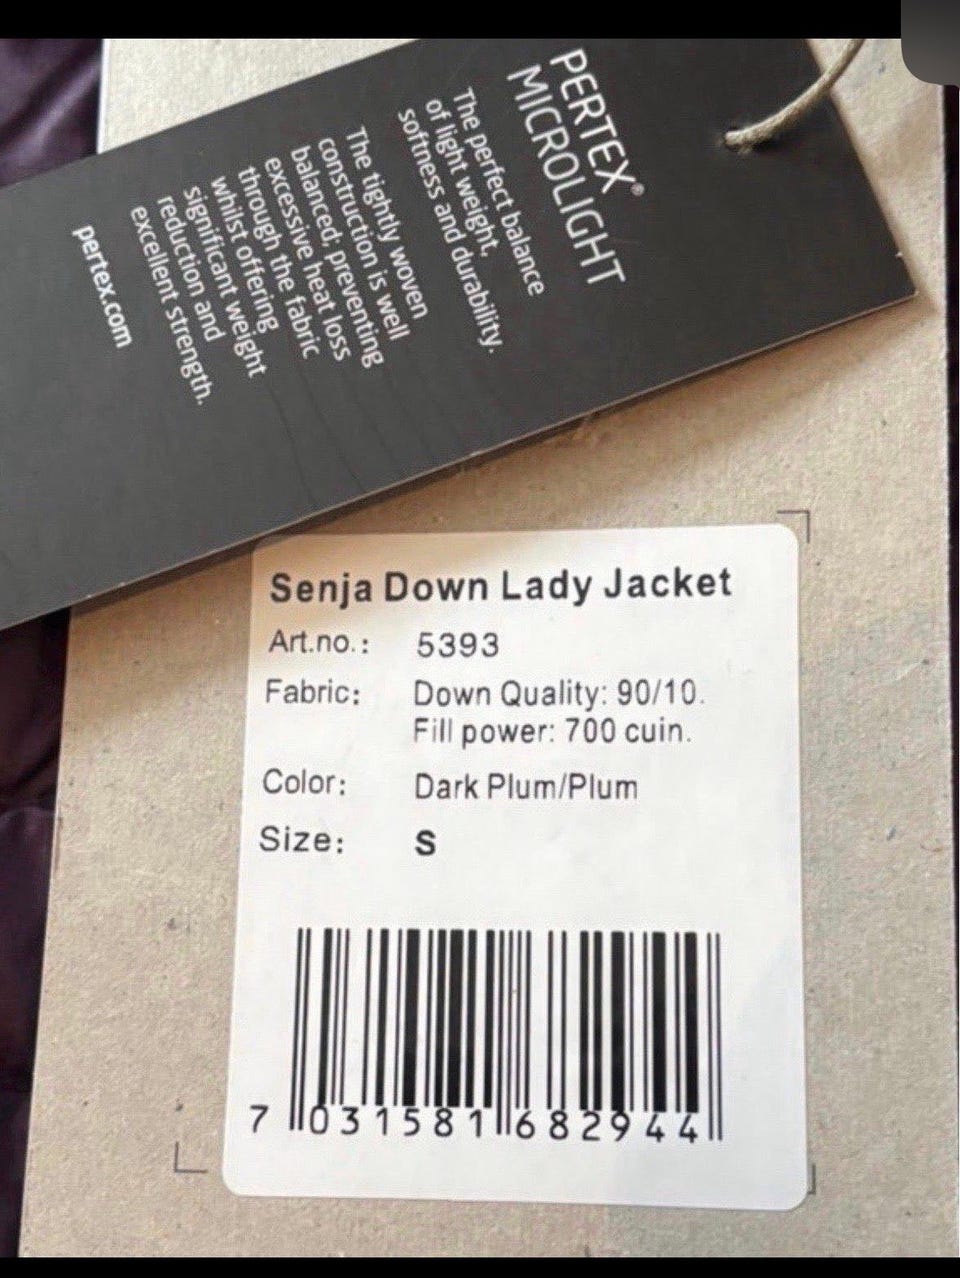 PERTEX®
MICROLIGHT
The perfect balance
of light weight,
softness and durability.
The tightly woven
construction is well
balanced; preventing
excessive heat loss
through the fabric
whilst offering
significant weight
reduction and
excellent strength.
pertex.com
Senja Down Lady Jacket
Art.no.: 5393
Fabric: Down Quality: 90/10.
Fill power: 700 cuin.
Color: Dark Plum/Plum
Size: S
7 031581 682944